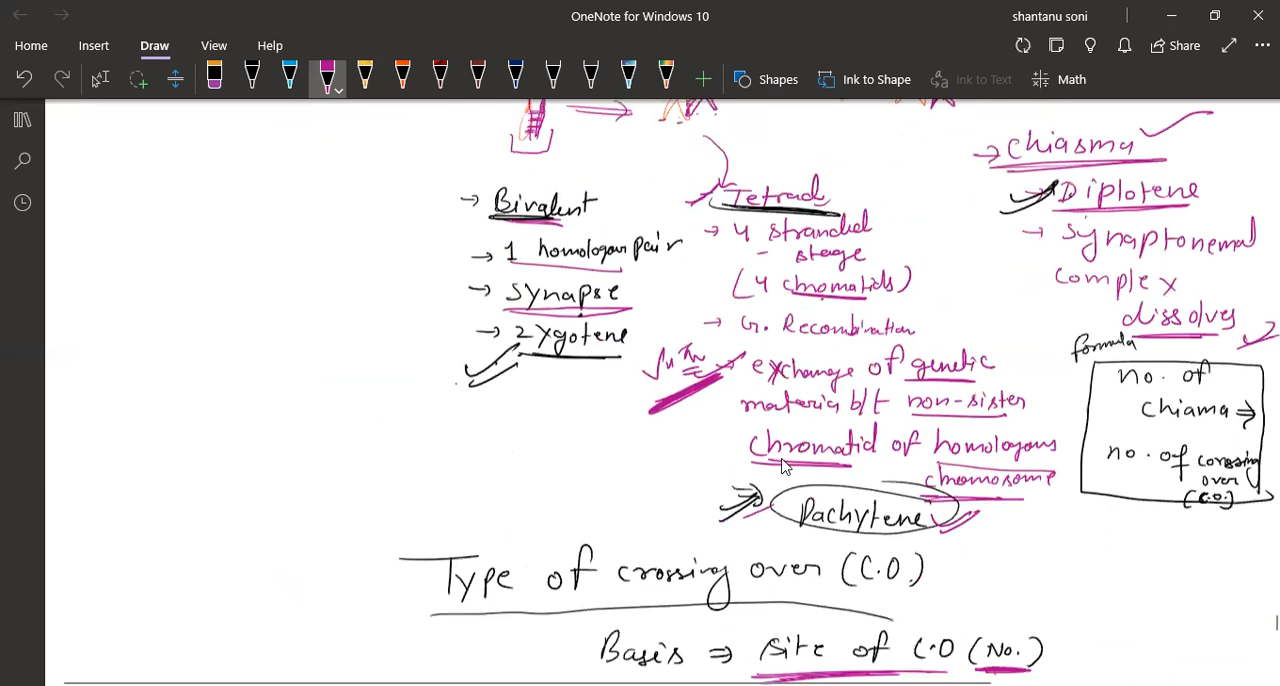 OneNote for Windows 10
shantanu soni
Home Insert Draw View Help
Share
Shapes
Ink to Shape
Ink to Text
Math
→ Bivalent
→ 1 homologous pair
→ Synapse
→ Zygotene
Tetrad
→ 4 stranded
- stage
(4 chromatids)
→ G. Recombination
→ exchange of genetic
material b/t non-sister
chromatid of homologous
chromosome
⇒ Pachytene
→ Chiasma
Diplotene
→ Synaptonemal
complex
dissolves
formula
no. of
Chiama ⇒
no. of corssing
over
(C.O.)
Type of crossing over (C.O.)
Basis ⇒ site of C.O (No.)